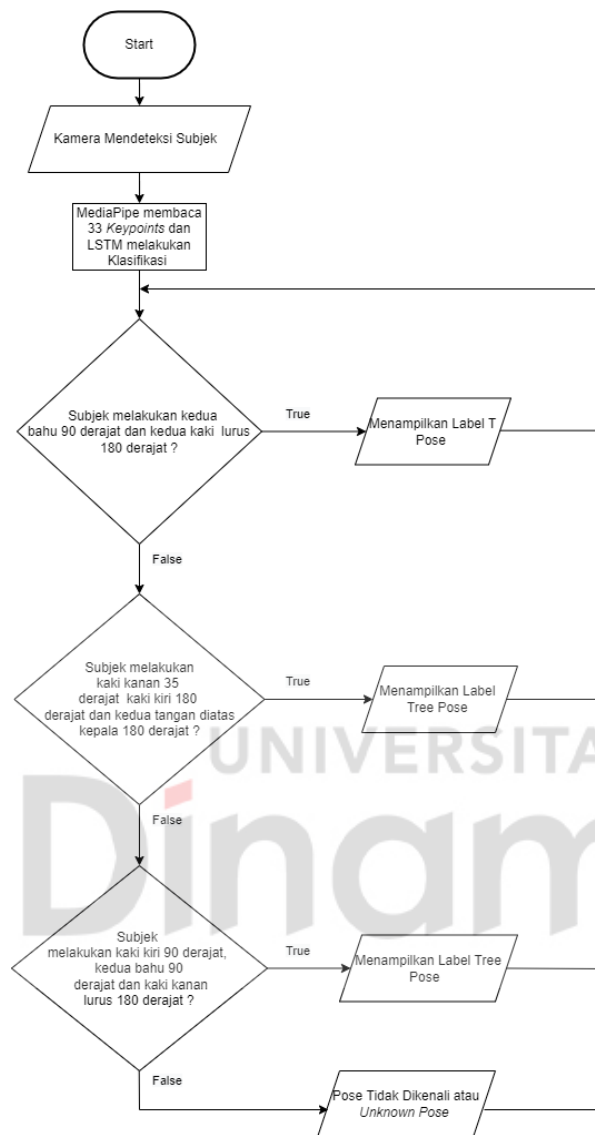 Start
Kamera Mendeteksi Subjek
MediaPipe membaca
33 Keypoints dan
LSTM melakukan
Klasifikasi
Subjek melakukan kedua
bahu 90 derajat dan kedua kaki lurus
180 derajat ?
True
Menampilkan Label T
Pose
False
Subjek melakukan
kaki kanan 35
derajat kaki kiri 180
derajat dan kedua tangan diatas
kepala 180 derajat ?
True
Menampilkan Label
Tree Pose
UNIVERSITA
Dinam
False
Subjek
melakukan kaki kiri 90 derajat,
kedua bahu 90
derajat dan kaki kanan
lurus 180 derajat ?
True
Menampilkan Label Tree
Pose
False
Pose Tidak Dikenali atau
Unknown Pose